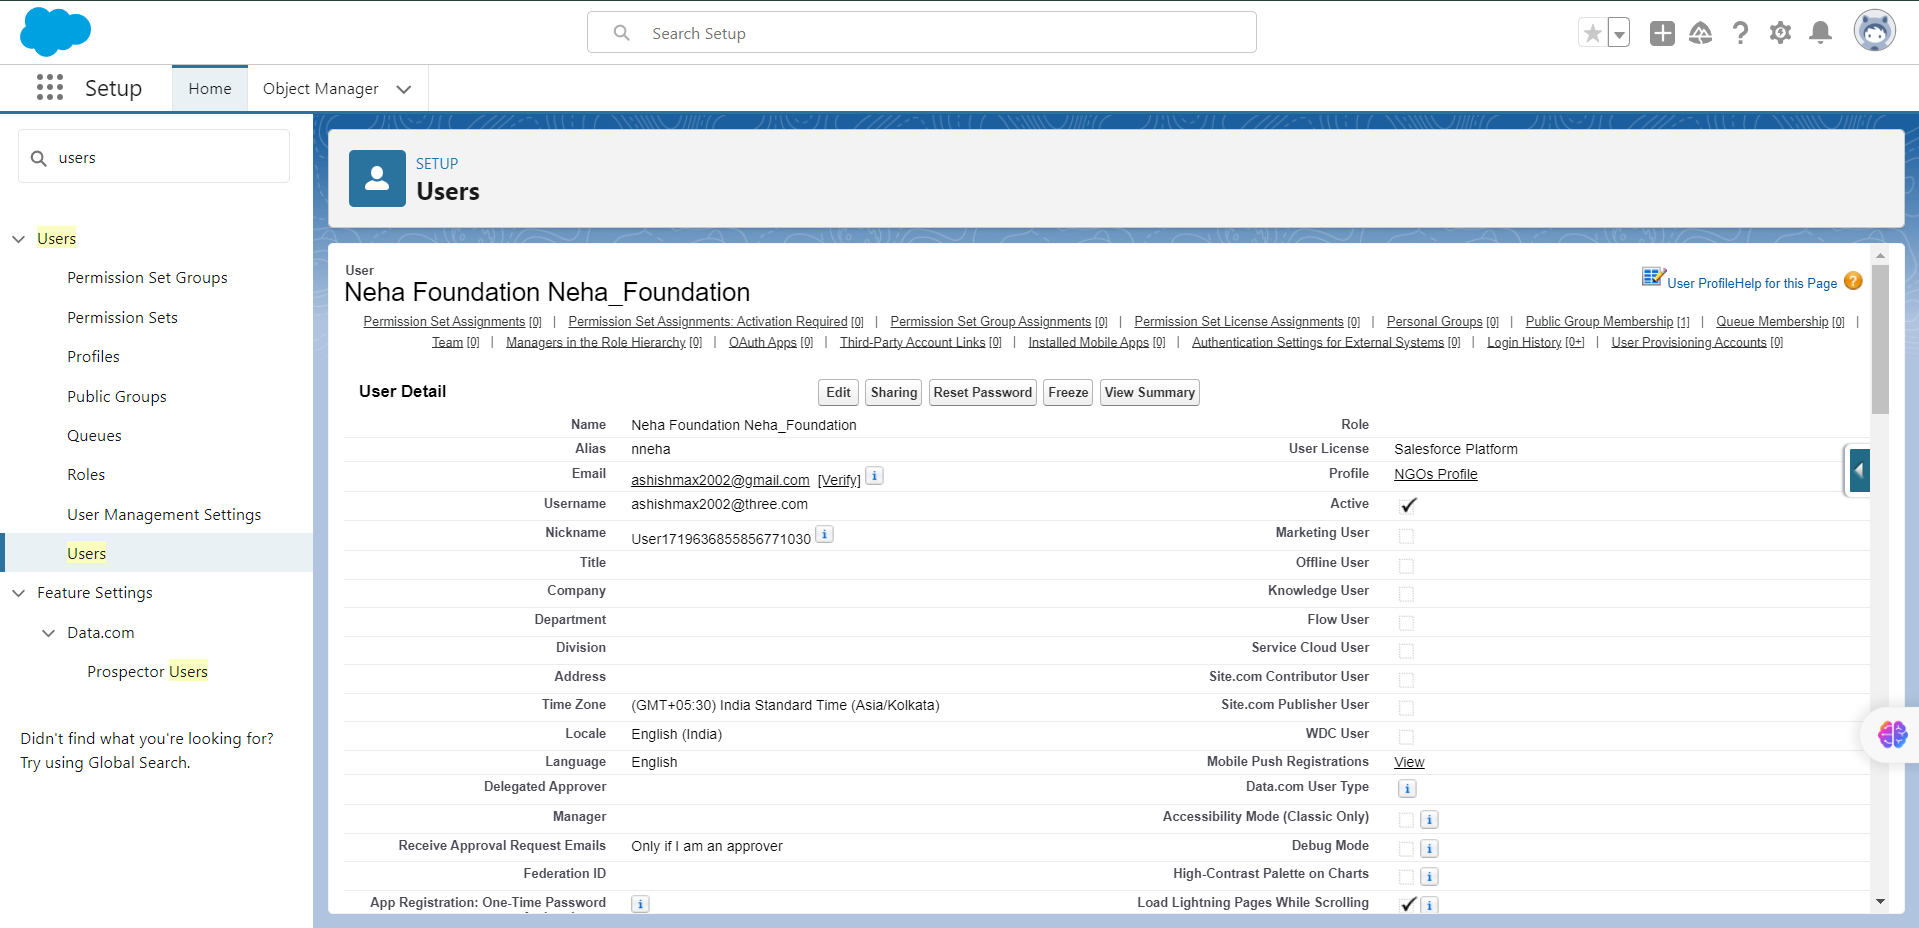 Search Setup
Setup
Home
Object Manager
users
Users
Permission Set Groups
Permission Sets
Profiles
Public Groups
Queues
Roles
User Management Settings
Users
Feature Settings
Data.com
Prospector Users
Didn't find what you're looking for?
Try using Global Search.
SETUP
Users
User
Neha Foundation Neha_Foundation
User Profile Help for this Page
Permission Set Assignments [0] | Permission Set Assignments: Activation Required [0] | Permission Set Group Assignments [0] | Permission Set License Assignments [0] | Personal Groups [0] | Public Group Membership [1] | Queue Membership [0] |
Team [0] | Managers in the Role Hierarchy [0] | OAuth Apps [0] | Third-Party Account Links [0] | Installed Mobile Apps [0] | Authentication Settings for External Systems [0] | Login History [0+] | User Provisioning Accounts [0]
User Detail
Edit Sharing Reset Password Freeze View Summary
Name Neha Foundation Neha_Foundation Role
Alias nneha User License Salesforce Platform
Email ashishmax2002@gmail.com [Verify] i Profile NGOs Profile
Username ashishmax2002@three.com Active
Nickname User1719636855856771030 i Marketing User
Title Offline User
Company Knowledge User
Department Flow User
Division Service Cloud User
Address Site.com Contributor User
Time Zone (GMT+05:30) India Standard Time (Asia/Kolkata) Site.com Publisher User
Locale English (India) WDC User
Language English Mobile Push Registrations View
Delegated Approver Data.com User Type i
Manager Accessibility Mode (Classic Only) i
Receive Approval Request Emails Only if I am an approver Debug Mode i
Federation ID High-Contrast Palette on Charts i
App Registration: One-Time Password i Load Lightning Pages While Scrolling i